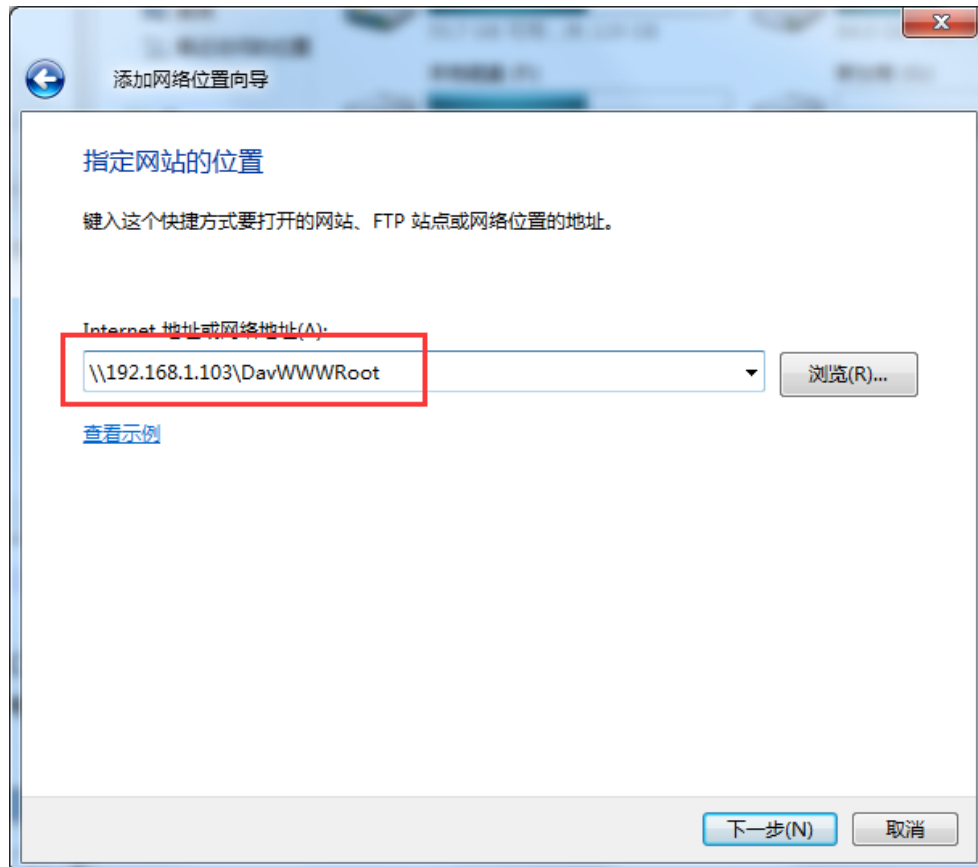 添加网络位置向导
指定网站的位置
键入这个快捷方式要打开的网站、FTP 站点或网络位置的地址。
Internet 地址或网络地址(A):
\\192.168.1.103\DavWWWRoot
浏览(R)...
查看示例
下一步(N)
取消